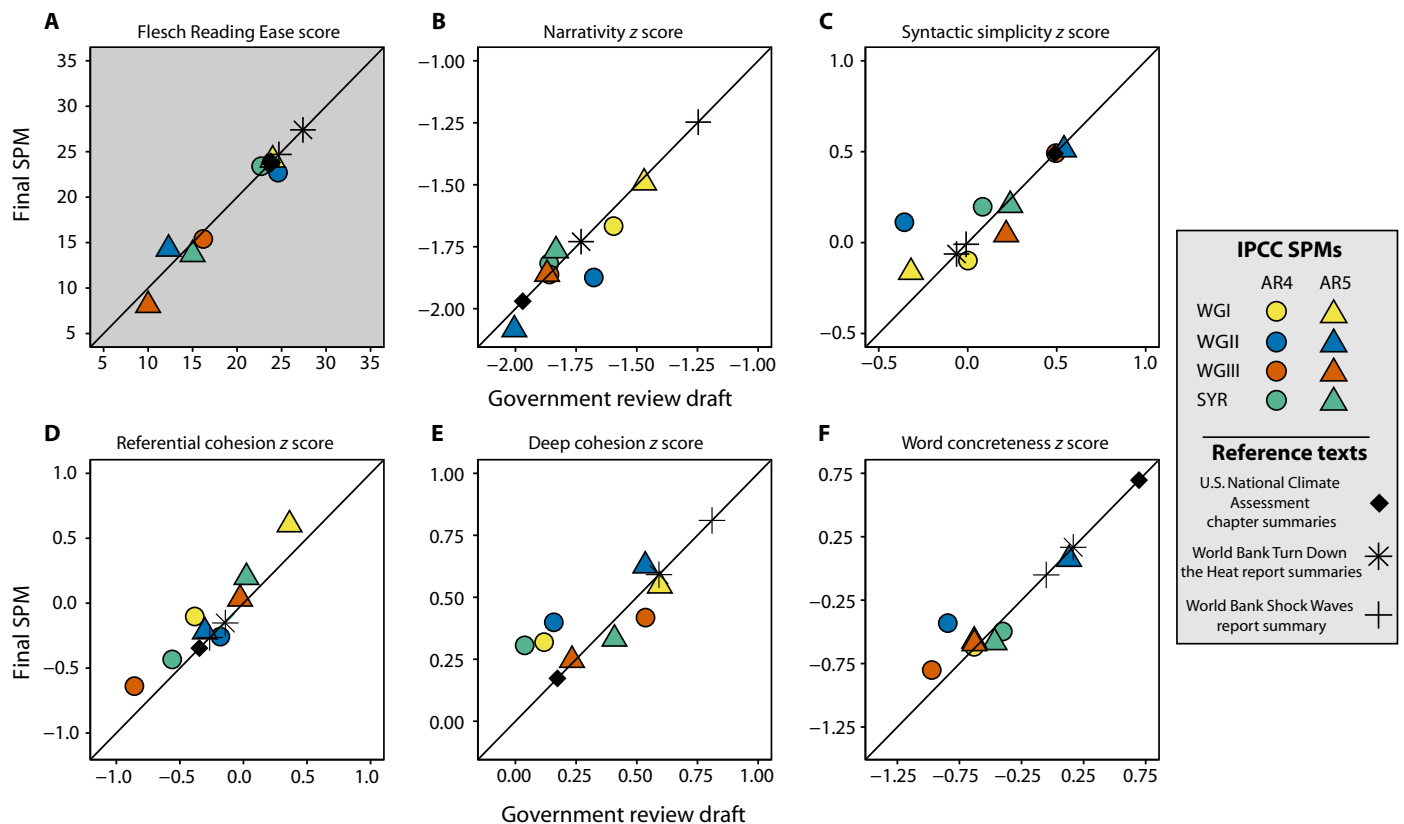 A
Flesch Reading Ease score
35
30
25
20
15
10
5
5 10 15 20 25 30 35
Final SPM
B
Narrativity z score
−1.00
−1.25
−1.50
−1.75
−2.00
−2.00 −1.75 −1.50 −1.25 −1.00
Government review draft
C
Syntactic simplicity z score
1.0
0.5
0.0
−0.5
−0.5 0.0 0.5 1.0
D
Referential cohesion z score
1.0
0.5
0.0
−0.5
−1.0
−1.0 −0.5 0.0 0.5 1.0
Final SPM
E
Deep cohesion z score
1.00
0.75
0.50
0.25
0.00
0.00 0.25 0.50 0.75 1.00
Government review draft
F
Word concreteness z score
0.75
0.25
−0.25
−0.75
−1.25
−1.25 −0.75 −0.25 0.25 0.75
IPCC SPMs
AR4 AR5
WGI
WGII
WGIII
SYR
Reference texts
U.S. National Climate
Assessment
chapter summaries
World Bank Turn Down
the Heat report summaries
World Bank Shock Waves
report summary